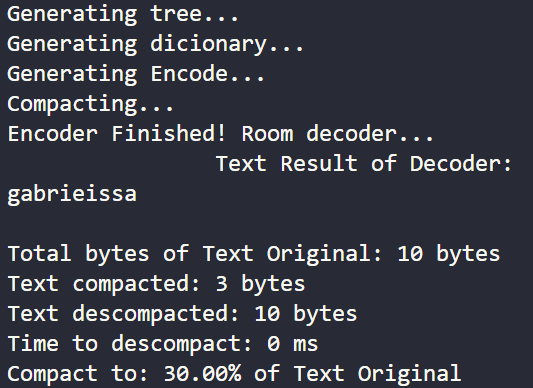 Generating tree...
Generating dicionary...
Generating Encode...
Compacting...
Encoder Finished! Room decoder...
Text Result of Decoder:
gabrieissa
Total bytes of Text Original: 10 bytes
Text compacted: 3 bytes
Text descompacted: 10 bytes
Time to descompact: 0 ms
Compact to: 30.00% of Text Original